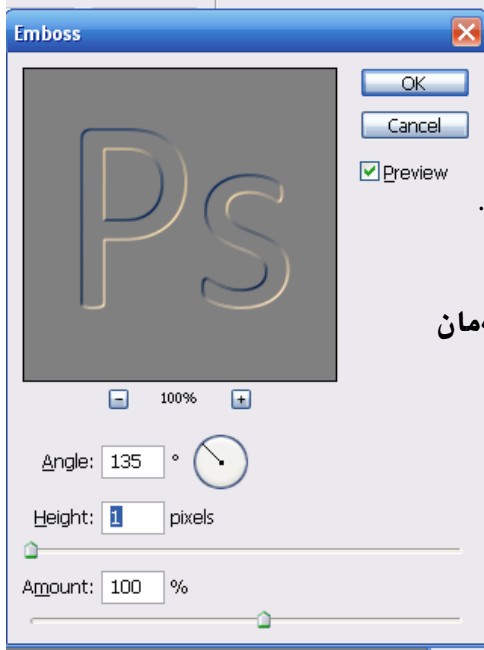 Emboss
OK
Cancel
Preview
Ps
100%
Angle: 135 °
Height: 1 pixels
Amount: 100 %